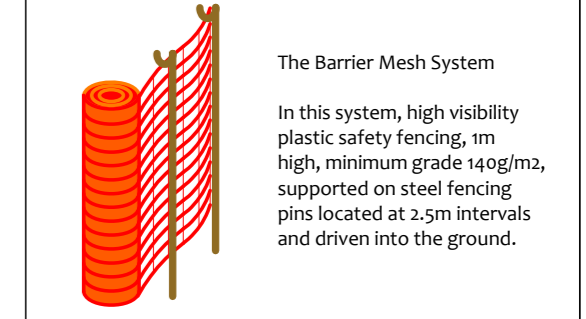 The Barrier Mesh System
In this system, high visibility
plastic safety fencing, 1m
high, minimum grade 140g/m2,
supported on steel fencing
pins located at 2.5m intervals
and driven into the ground.